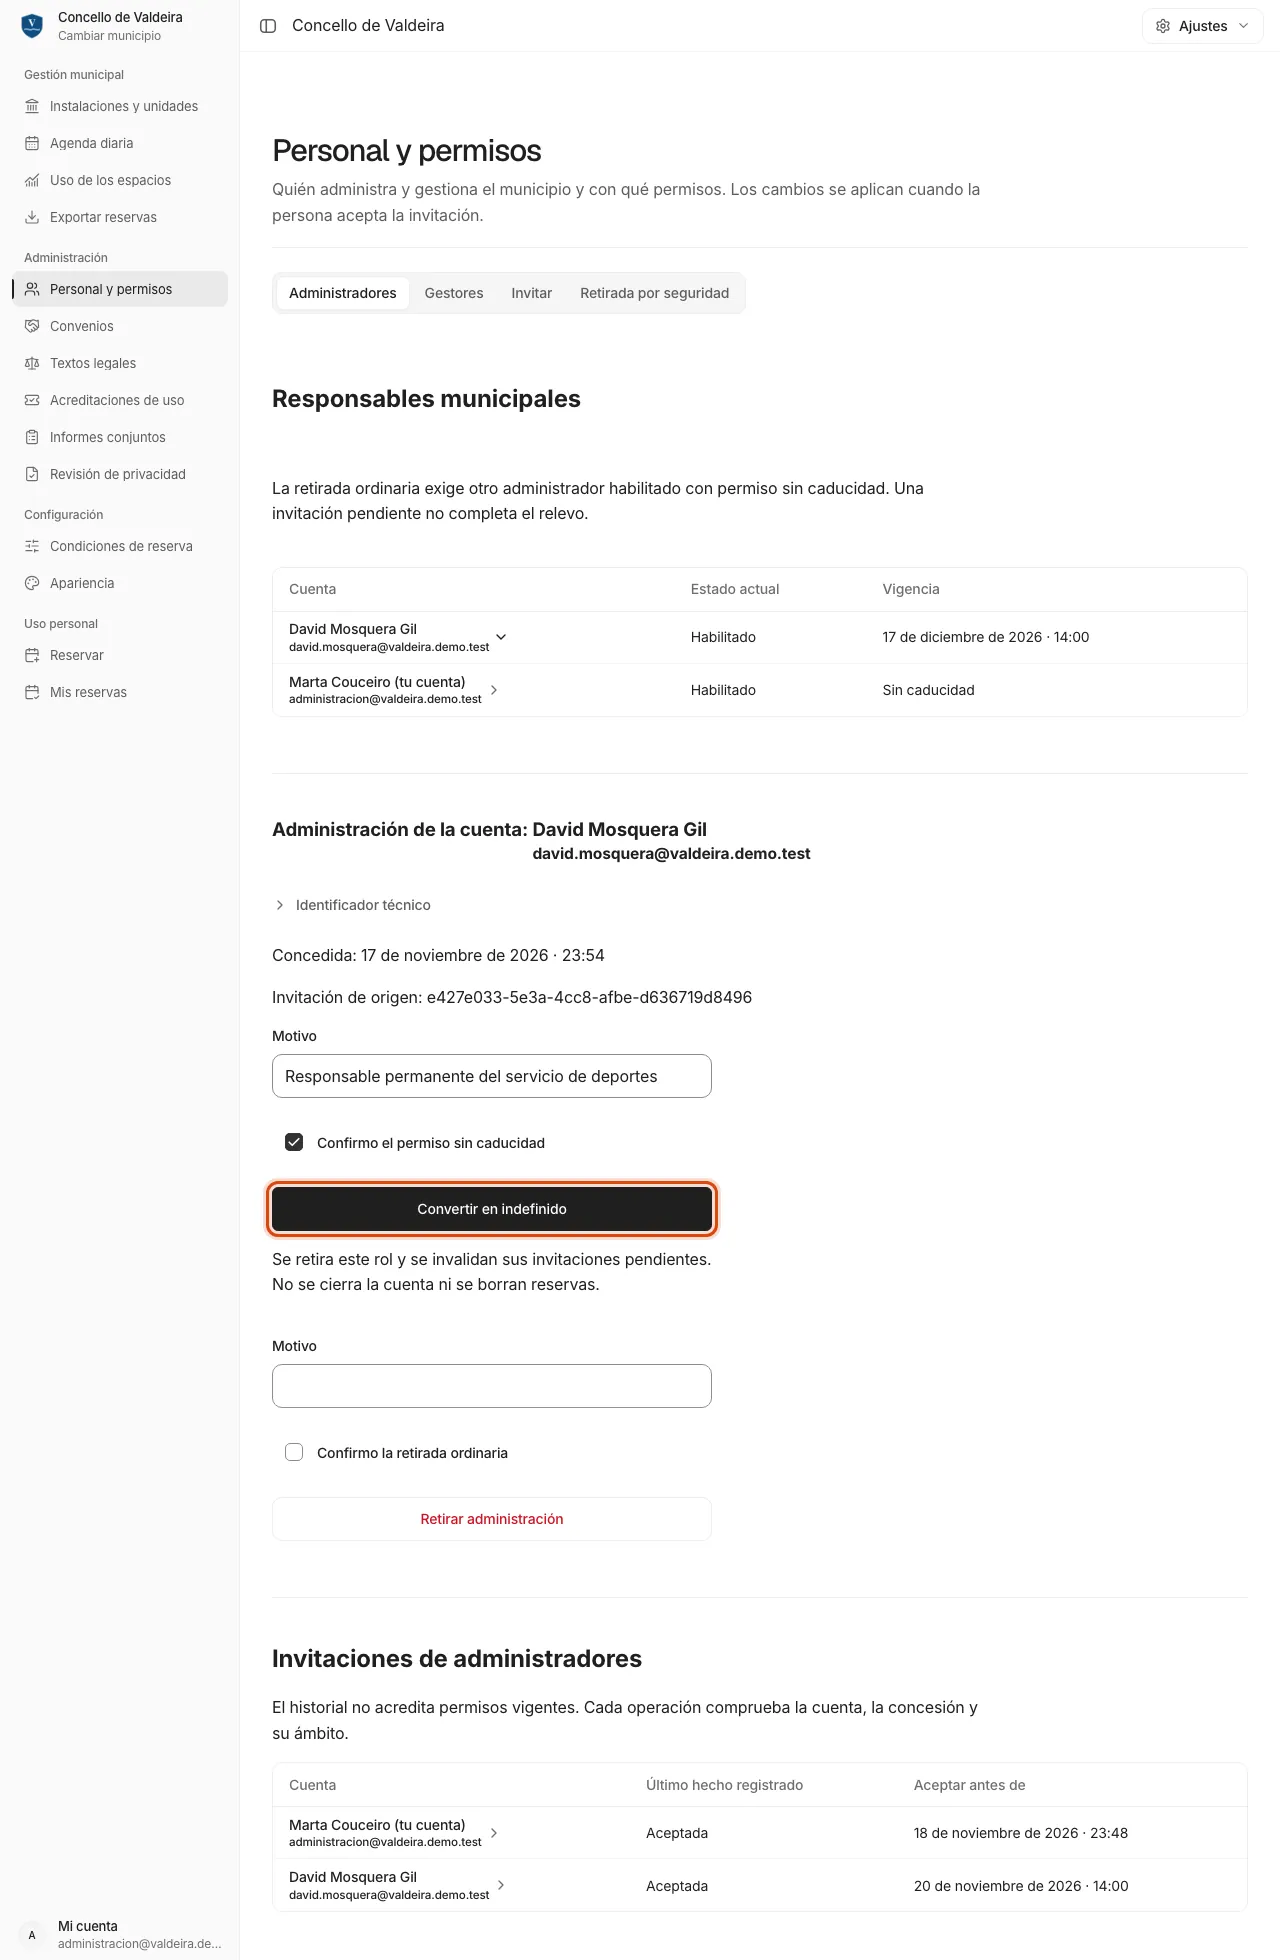 Concello de Valdeira
Cambiar municipio
Gestión municipal
Instalaciones y unidades
Agenda diaria
Uso de los espacios
Exportar reservas
Administración
Personal y permisos
Convenios
Textos legales
Acreditaciones de uso
Informes conjuntos
Revisión de privacidad
Configuración
Condiciones de reserva
Apariencia
Uso personal
Reservar
Mis reservas
A
Mi cuenta
administracion@valdeira.de...
Concello de Valdeira
Ajustes
Personal y permisos
Quién administra y gestiona el municipio y con qué permisos. Los cambios se aplican cuando la
persona acepta la invitación.
Administradores Gestores Invitar Retirada por seguridad
Responsables municipales
La retirada ordinaria exige otro administrador habilitado con permiso sin caducidad. Una
invitación pendiente no completa el relevo.
Cuenta Estado actual Vigencia
David Mosquera Gil
david.mosquera@valdeira.demo.test
Habilitado 17 de diciembre de 2026 · 14:00
Marta Couceiro (tu cuenta)
administracion@valdeira.demo.test
Habilitado Sin caducidad
Administración de la cuenta: David Mosquera Gil
david.mosquera@valdeira.demo.test
Identificador técnico
Concedida: 17 de noviembre de 2026 · 23:54
Invitación de origen: e427e033-5e3a-4cc8-afbe-d636719d8496
Motivo
Responsable permanente del servicio de deportes
Confirmo el permiso sin caducidad
Convertir en indefinido
Se retira este rol y se invalidan sus invitaciones pendientes.
No se cierra la cuenta ni se borran reservas.
Motivo
Confirmo la retirada ordinaria
Retirar administración
Invitaciones de administradores
El historial no acredita permisos vigentes. Cada operación comprueba la cuenta, la concesión y
su ámbito.
Cuenta Último hecho registrado Aceptar antes de
Marta Couceiro (tu cuenta)
administracion@valdeira.demo.test
Aceptada 18 de noviembre de 2026 · 23:48
David Mosquera Gil
david.mosquera@valdeira.demo.test
Aceptada 20 de noviembre de 2026 · 14:00